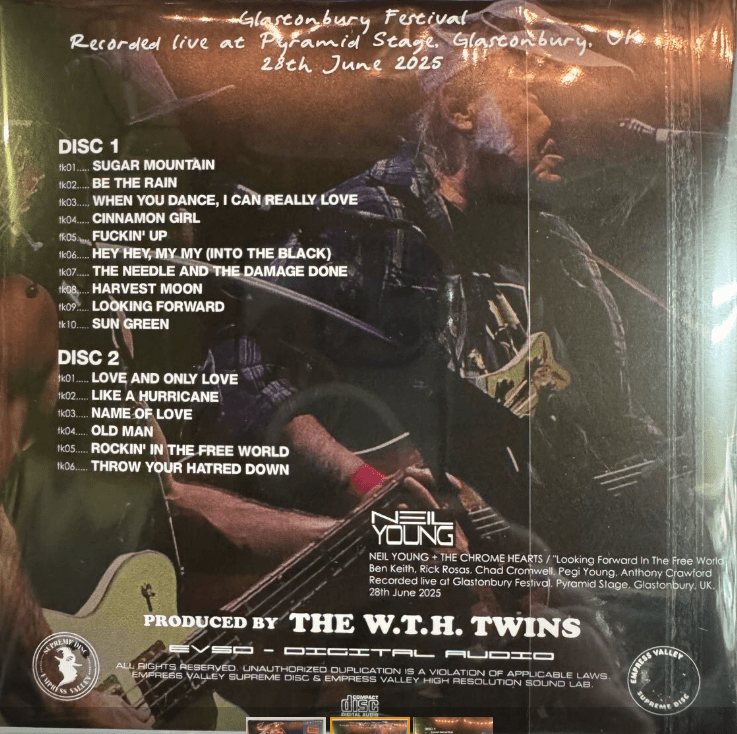 Glastonbury Festival
Recorded live at Pyramid Stage, Glastonbury, UK
28th June 2025
DISC 1
tk01..... SUGAR MOUNTAIN
tk02..... BE THE RAIN
tk03..... WHEN YOU DANCE, I CAN REALLY LOVE
tk04..... CINNAMON GIRL
tk05..... FUCKIN' UP
tk06..... HEY HEY, MY MY (INTO THE BLACK)
tk07..... THE NEEDLE AND THE DAMAGE DONE
tk08..... HARVEST MOON
tk09..... LOOKING FORWARD
tk10..... SUN GREEN
DISC 2
tk01..... LOVE AND ONLY LOVE
tk02..... LIKE A HURRICANE
tk03..... NAME OF LOVE
tk04..... OLD MAN
tk05..... ROCKIN' IN THE FREE WORLD
tk06..... THROW YOUR HATRED DOWN
NEIL
YOUNG
NEIL YOUNG + THE CHROME HEARTS / "Looking Forward In The Free World
Ben Keith, Rick Rosas, Chad Cromwell, Pegi Young, Anthony Crawford
Recorded live at Glastonbury Festival, Pyramid Stage, Glastonbury, UK.
28th June 2025
PRODUCED BY THE W.T.H. TWINS
EVSD - DIGITAL AUDIO
ALL RIGHTS RESERVED. UNAUTHORIZED DUPLICATION IS A VIOLATION OF APPLICABLE LAWS.
EMPRESS VALLEY SUPREME DISC & EMPRESS VALLEY HIGH RESOLUTION SOUND LAB.
SUPREME DISC
EMPRESS VALLEY
EMPRESS VALLEY
SUPREME DISC
COMPACT
disc
DIGITAL AUDIO